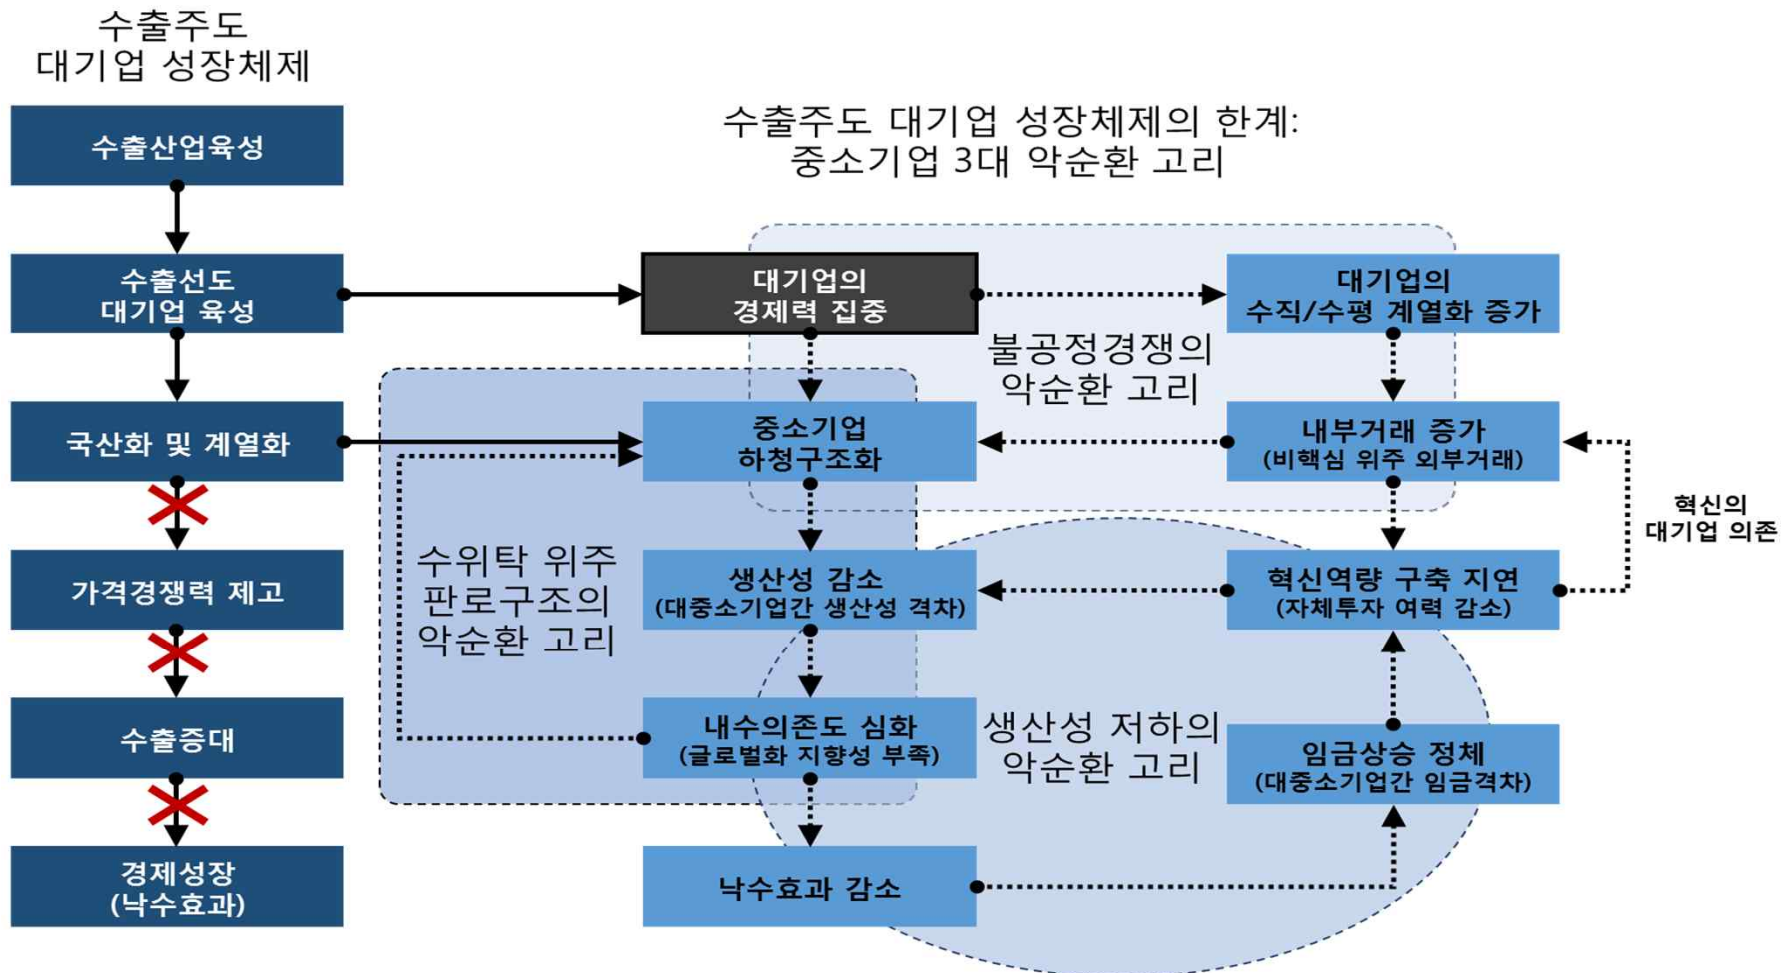 수출주도
대기업 성장체제
수출산업육성
수출선도
대기업 육성
국산화 및 계열화
가격경쟁력 제고
수출증대
경제성장
(낙수효과)
수출주도 대기업 성장체제의 한계:
중소기업 3대 악순환 고리
대기업의
경제력 집중
대기업의
수직/수평 계열화 증가
불공정경쟁의
악순환 고리
중소기업
하청구조화
내부거래 증가
(비핵심 위주 외부거래)
혁신의
대기업 의존
수위탁 위주
판로구조의
악순환 고리
생산성 감소
(대중소기업간 생산성 격차)
혁신역량 구축 지연
(자체투자 여력 감소)
내수의존도 심화
(글로벌화 지향성 부족)
생산성 저하의
악순환 고리
임금상승 정체
(대중소기업간 임금격차)
낙수효과 감소